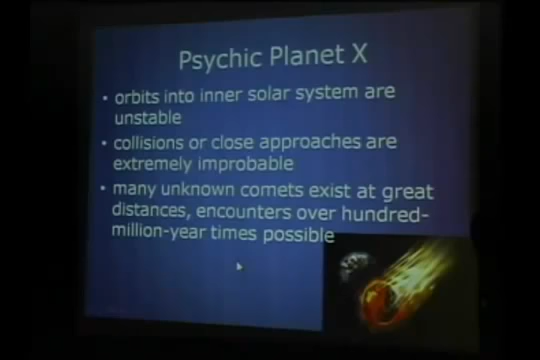 Psychic Planet X
• orbits into inner solar system are
unstable
• collisions or close approaches are
extremely improbable
• many unknown comets exist at great
distances, encounters over hundred-
million-year times possible